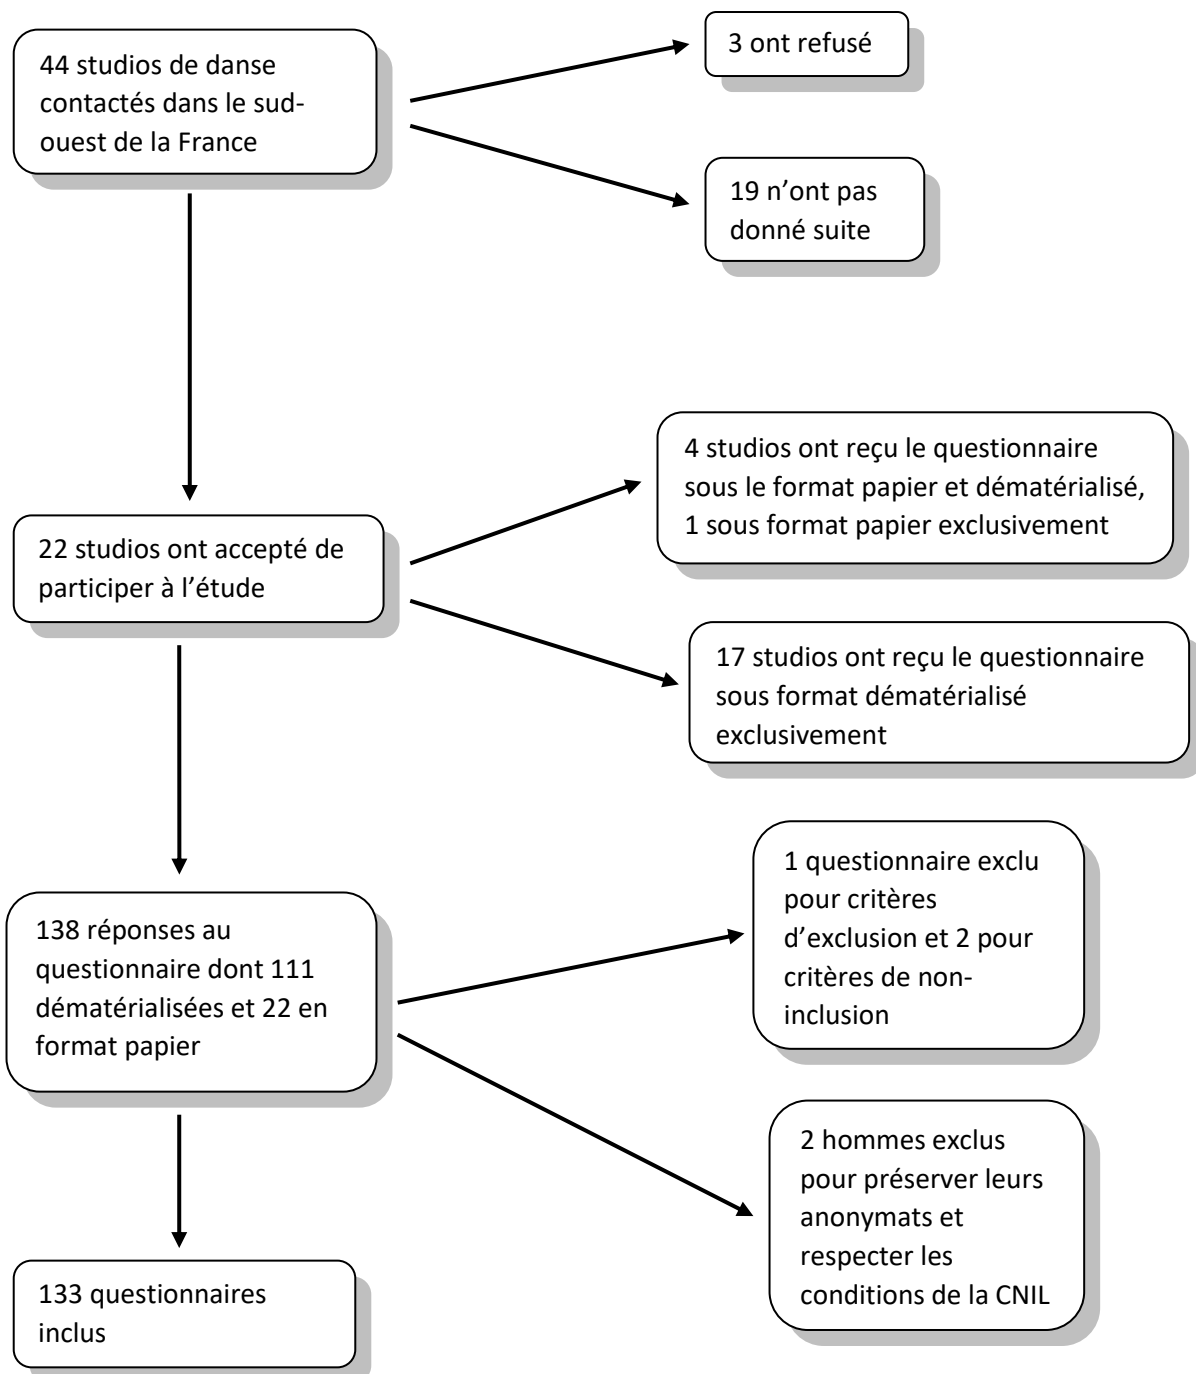 44 studios de danse
contactés dans le sud-
ouest de la France
3 ont refusé
19 n’ont pas
donné suite
22 studios ont accepté de
participer à l’étude
4 studios ont reçu le questionnaire
sous le format papier et dématérialisé,
1 sous format papier exclusivement
17 studios ont reçu le questionnaire
sous format dématérialisé
exclusivement
138 réponses au
questionnaire dont 111
dématérialisées et 22 en
format papier
1 questionnaire exclu
pour critères
d’exclusion et 2 pour
critères de non-
inclusion
2 hommes exclus
pour préserver leurs
anonymats et
respecter les
conditions de la CNIL
133 questionnaires
inclus